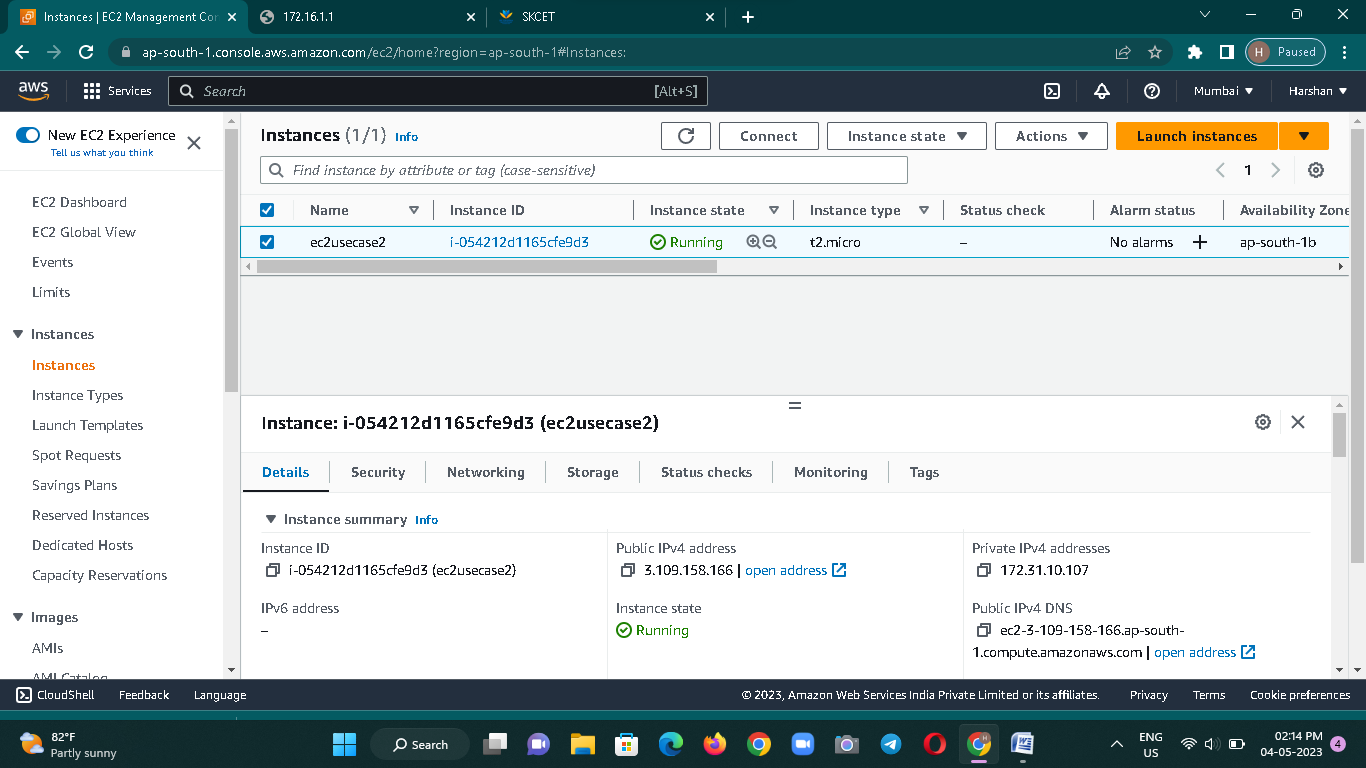 Instances | EC2 Management Con
172.16.1.1
SKCET
ap-south-1.console.aws.amazon.com/ec2/home?region=ap-south-1#Instances:
H Paused
aws
Services
Search [Alt+S]
Mumbai
Harshan
New EC2 Experience
Tell us what you think
EC2 Dashboard
EC2 Global View
Events
Limits
Instances
Instances
Instance Types
Launch Templates
Spot Requests
Savings Plans
Reserved Instances
Dedicated Hosts
Capacity Reservations
Images
AMIs
AMI Catalog
Instances (1/1) Info
Connect
Instance state
Actions
Launch instances
Find instance by attribute or tag (case-sensitive)
1
Name Instance ID Instance state Instance type Status check Alarm status Availability Zone
ec2usecase2 i-054212d1165cfe9d3 Running t2.micro – No alarms + ap-south-1b
Instance: i-054212d1165cfe9d3 (ec2usecase2)
Details Security Networking Storage Status checks Monitoring Tags
Instance summary Info
Instance ID
i-054212d1165cfe9d3 (ec2usecase2)
Public IPv4 address
3.109.158.166 | open address
Private IPv4 addresses
172.31.10.107
IPv6 address
–
Instance state
Running
Public IPv4 DNS
ec2-3-109-158-166.ap-south-
1.compute.amazonaws.com | open address
CloudShell Feedback Language
© 2023, Amazon Web Services India Private Limited or its affiliates. Privacy Terms Cookie preferences
82°F
Partly sunny
Search
ENG
US
02:14 PM
04-05-2023
4